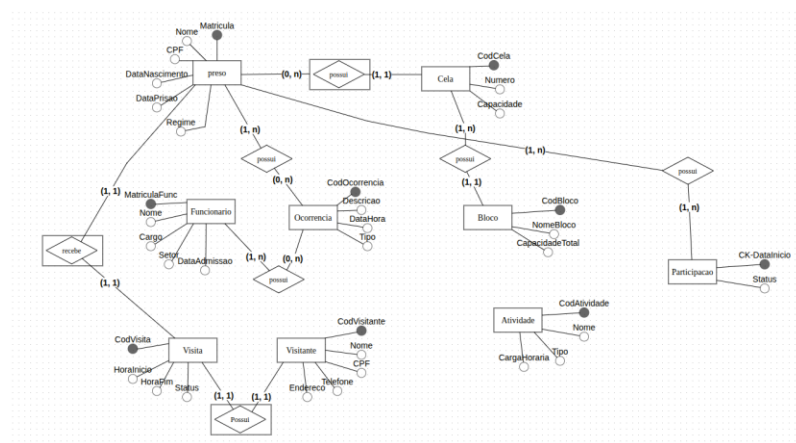 Nome
Matricula
CPF
preso
DataNascimento
DataPrisao
Regime
(0, n)
possui
(1, 1)
Cela
CodCela
Numero
Capacidade
(1, n)
possui
(0, n)
(1, n)
possui
(1, 1)
(1, n)
possui
(1, n)
(1, 1)
recebe
(1, 1)
MatriculaFunc
Nome
Funcionario
Cargo
Setor
DataAdmissao
CodOcorrencia
Descricao
Ocorrencia
DataHora
Tipo
(1, n)
(0, n)
possui
CodBloco
Bloco
NomeBloco
CapacidadeTotal
CK-DataInicio
Participacao
Status
CodVisita
Visita
HoraInicio
HoraFim
Status
CodVisitante
Visitante
Nome
CPF
Telefone
Endereco
(1, 1)
(1, 1)
Possui
CodAtividade
Atividade
Nome
Tipo
CargaHoraria